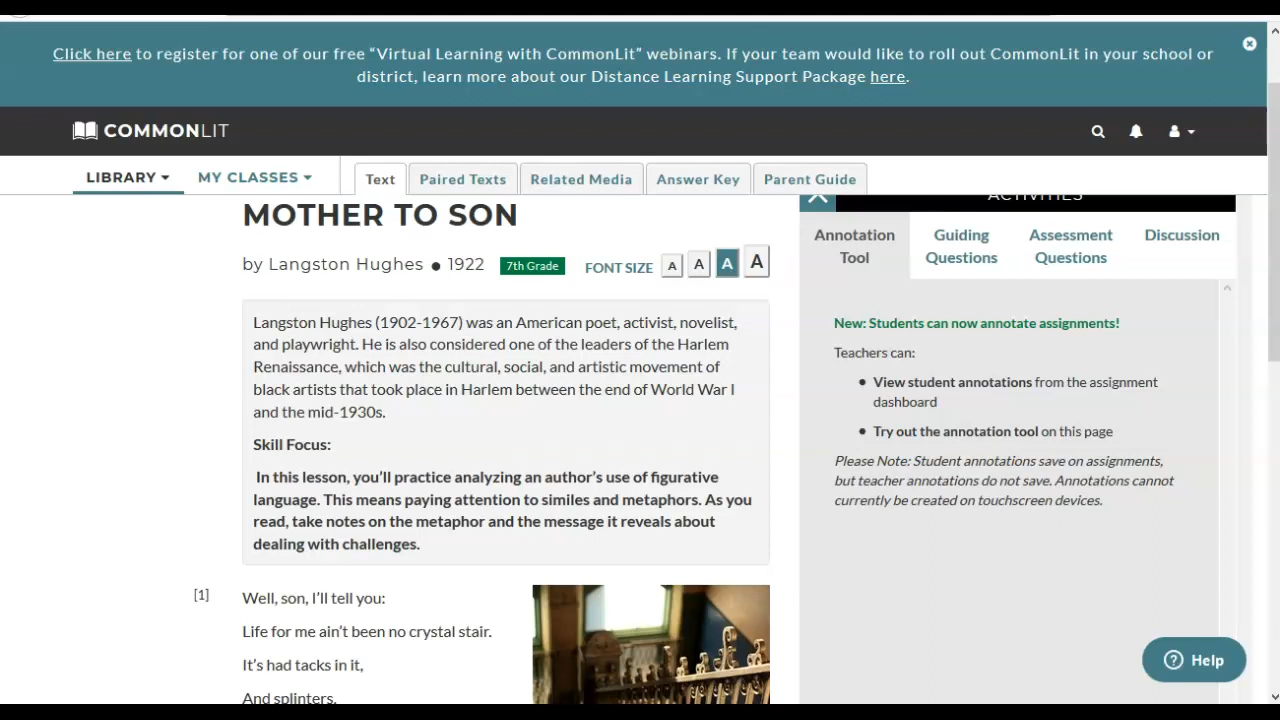 Click here to register for one of our free “Virtual Learning with CommonLit” webinars. If your team would like to roll out CommonLit in your school or
district, learn more about our Distance Learning Support Package here.
COMMONLIT
LIBRARY
MY CLASSES
Text
Paired Texts
Related Media
Answer Key
Parent Guide
MOTHER TO SON
by Langston Hughes ● 1922
7th Grade
FONT SIZE A A A A
Langston Hughes (1902-1967) was an American poet, activist, novelist,
and playwright. He is also considered one of the leaders of the Harlem
Renaissance, which was the cultural, social, and artistic movement of
black artists that took place in Harlem between the end of World War I
and the mid-1930s.
Skill Focus:
In this lesson, you’ll practice analyzing an author’s use of figurative
language. This means paying attention to similes and metaphors. As you
read, take notes on the metaphor and the message it reveals about
dealing with challenges.
[1] Well, son, I’ll tell you:
Life for me ain’t been no crystal stair.
It’s had tacks in it,
And splinters,
ACTIVITIES
Annotation
Tool
Guiding
Questions
Assessment
Questions
Discussion
New: Students can now annotate assignments!
Teachers can:
● View student annotations from the assignment
dashboard
● Try out the annotation tool on this page
Please Note: Student annotations save on assignments,
but teacher annotations do not save. Annotations cannot
currently be created on touchscreen devices.
Help